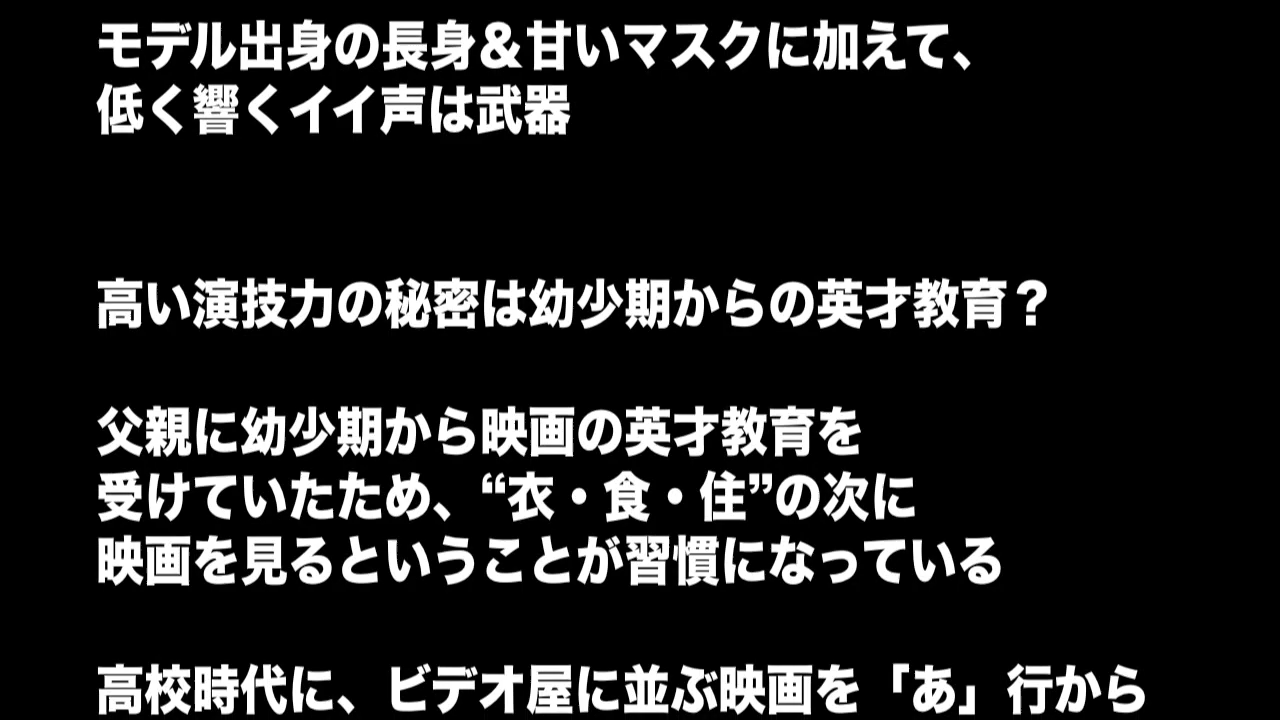 モデル出身の長身＆甘いマスクに加えて、
低く響くイイ声は武器
高い演技力の秘密は幼少期からの英才教育？
父親に幼少期から映画の英才教育を
受けていたため、“衣・食・住”の次に
映画を見るということが習慣になっている
高校時代に、ビデオ屋に並ぶ映画を「あ」行から